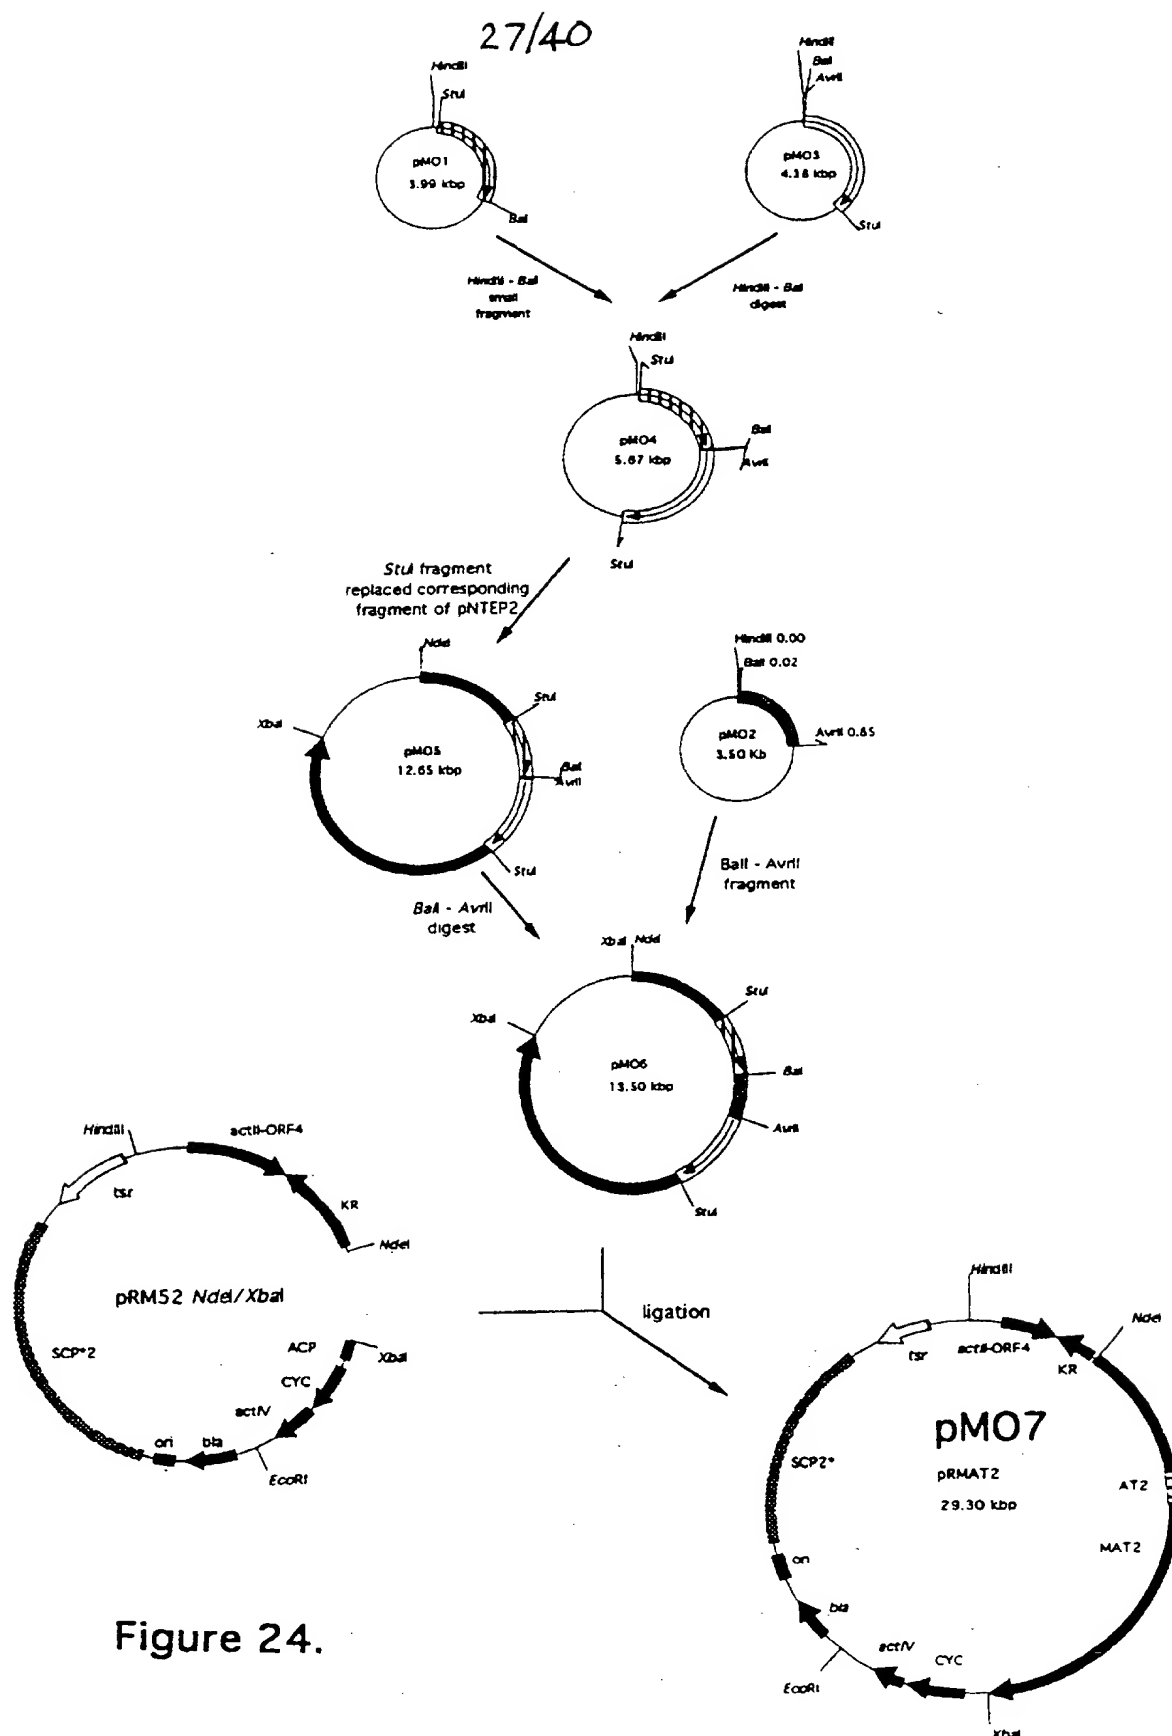 27/40
HindIII
StuI
pMO1
3.99 kbp
BalI
HindIII
BalI
AvrII
pMO3
4.38 kbp
StuI
HindIII - BalI
small
fragment
HindIII - BalI
digest
HindIII
StuI
pMO4
5.67 kbp
BalI
AvrII
StuI
StuI fragment
replaced corresponding
fragment of pNTEP2
NdeI
StuI
XbaI
pMO5
12.65 kbp
BalI
AvrII
StuI
HindIII 0.00
BalI 0.02
pMO2
3.50 Kb
AvrII 0.85
BalI - AvrII
digest
BalI - AvrII
fragment
XbaI NdeI
StuI
XbaI
pMO6
13.50 kbp
BalI
AvrII
StuI
HindIII
actII-ORF4
tsr
KR
NdeI
pRM52 NdeI/XbaI
SCP*2
ACP
XbaI
CYC
actIV
ori
bla
EcoRI
ligation
HindIII
NdeI
tsr
actII-ORF4
KR
pMO7
pRMAT2
29.30 kbp
SCP2*
AT2
MAT2
ori
bla
actIV
CYC
EcoRI
XbaI
Figure 24.